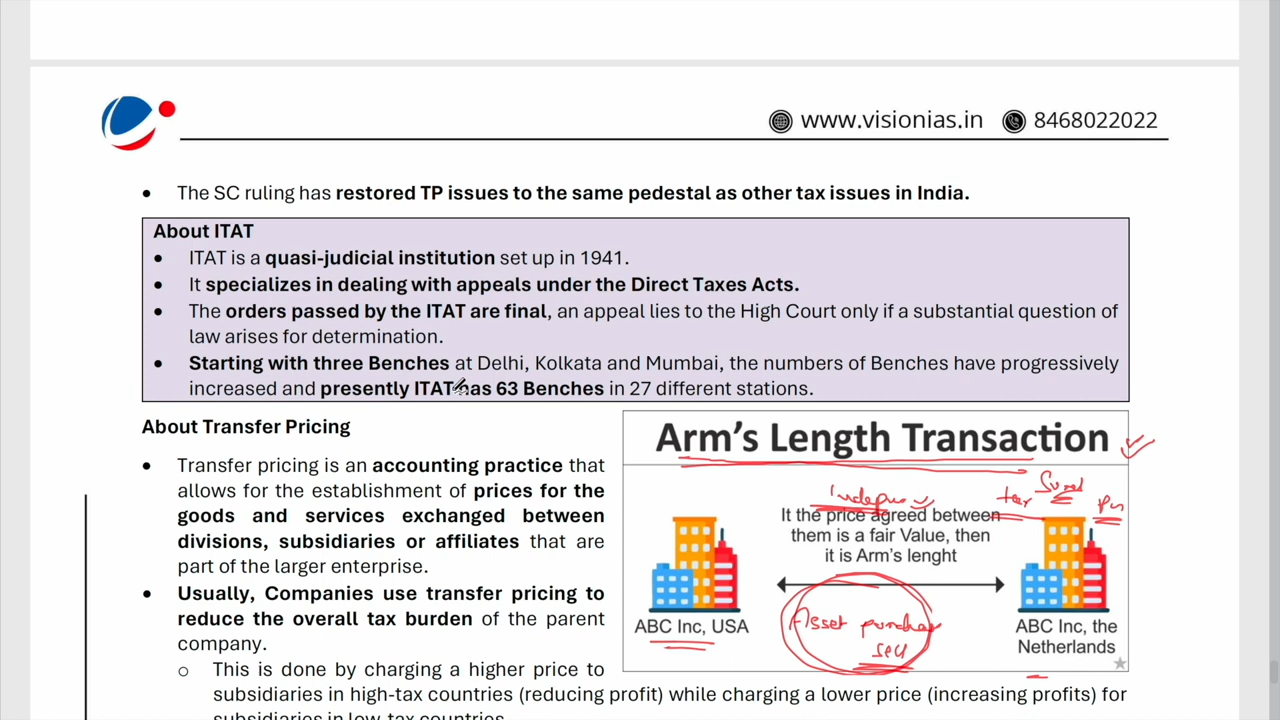 www.visionias.in 8468022022
• The SC ruling has restored TP issues to the same pedestal as other tax issues in India.
About ITAT
• ITAT is a quasi-judicial institution set up in 1941.
• It specializes in dealing with appeals under the Direct Taxes Acts.
• The orders passed by the ITAT are final, an appeal lies to the High Court only if a substantial question of
law arises for determination.
• Starting with three Benches at Delhi, Kolkata and Mumbai, the numbers of Benches have progressively
increased and presently ITAT has 63 Benches in 27 different stations.
About Transfer Pricing
• Transfer pricing is an accounting practice that
allows for the establishment of prices for the
goods and services exchanged between
divisions, subsidiaries or affiliates that are
part of the larger enterprise.
• Usually, Companies use transfer pricing to
reduce the overall tax burden of the parent
company.
○ This is done by charging a higher price to
subsidiaries in high-tax countries (reducing profit) while charging a lower price (increasing profits) for
subsidiaries in low-tax countries.
Arm's Length Transaction
tax
It the price agreed between
them is a fair Value, then
it is Arm's lenght
Asset purchase
sell
ABC Inc, USA
ABC Inc, the
Netherlands